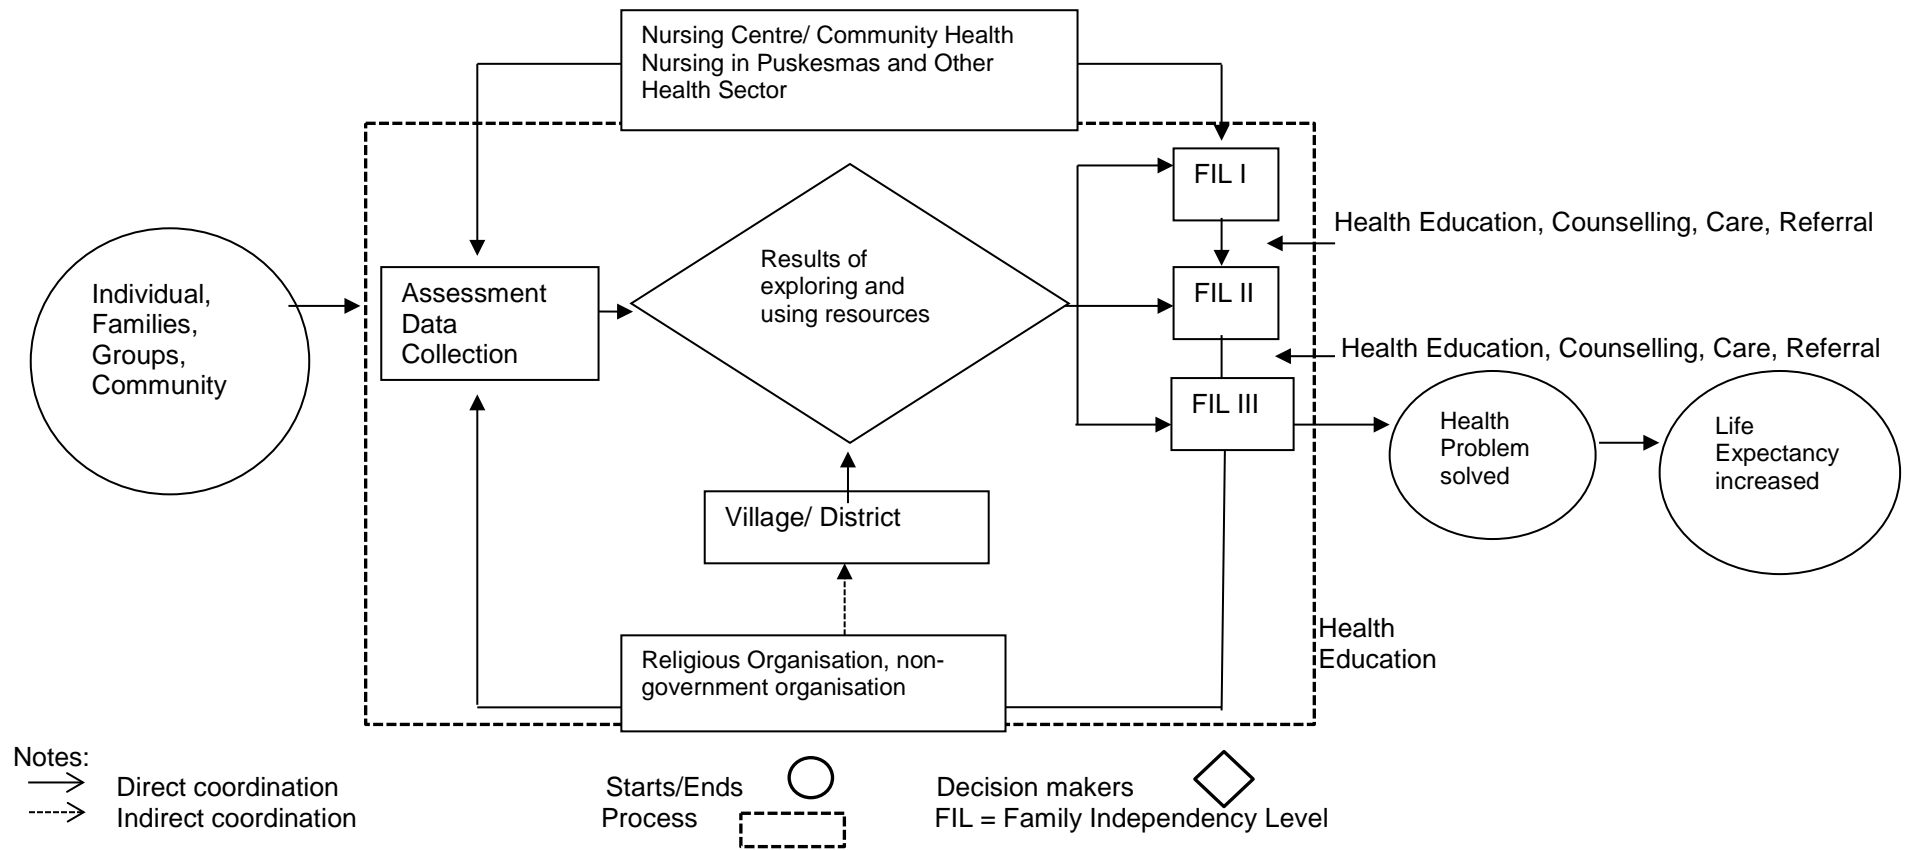 Nursing Centre/ Community Health
Nursing in Puskesmas and Other
Health Sector
FIL I
Health Education, Counselling, Care, Referral
Results of
exploring and
using resources
Individual,
Families,
Groups,
Community
Assessment
Data
Collection
FIL II
Health Education, Counselling, Care, Referral
FIL III
Health
Problem
solved
Life
Expectancy
increased
Village/ District
Religious Organisation, non-
government organisation
Health
Education
Notes:
Direct coordination
Indirect coordination
Starts/Ends
Process
Decision makers
FIL = Family Independency Level